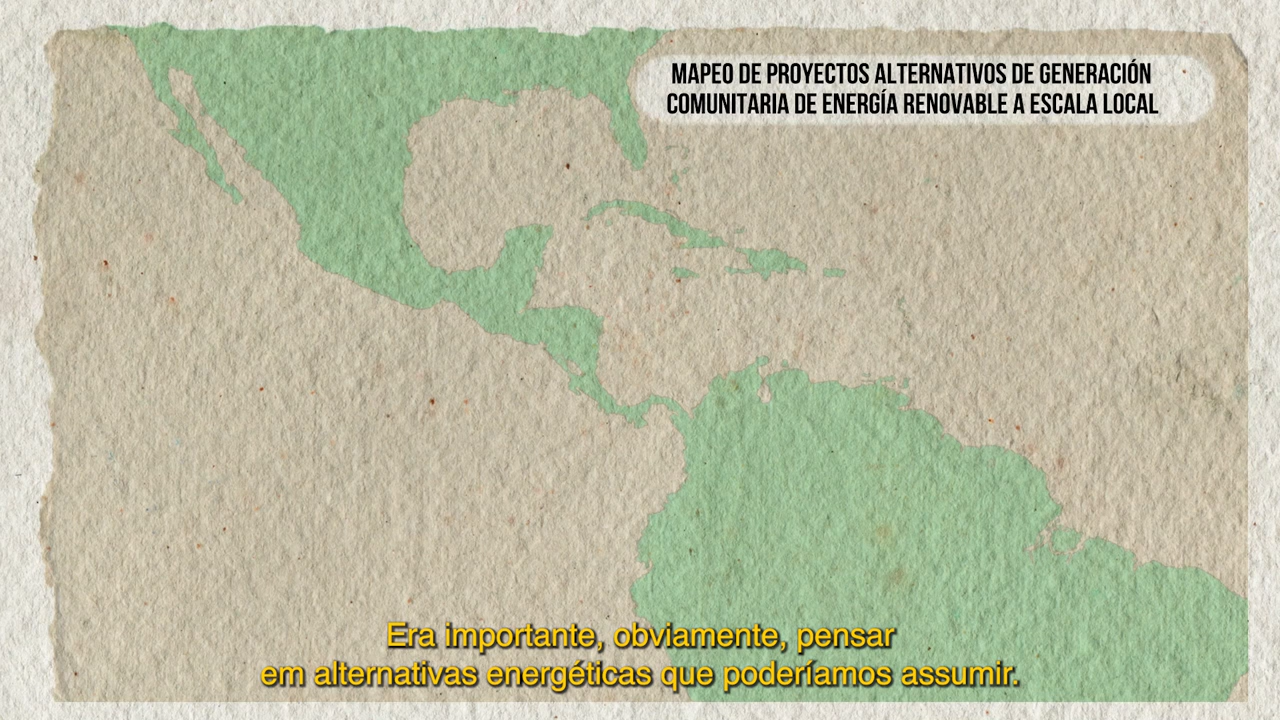 MAPEO DE PROYECTOS ALTERNATIVOS DE GENERACIÓN
COMUNITARIA DE ENERGÍA RENOVABLE A ESCALA LOCAL
Era importante, obviamente, pensar
em alternativas energéticas que poderíamos assumir.